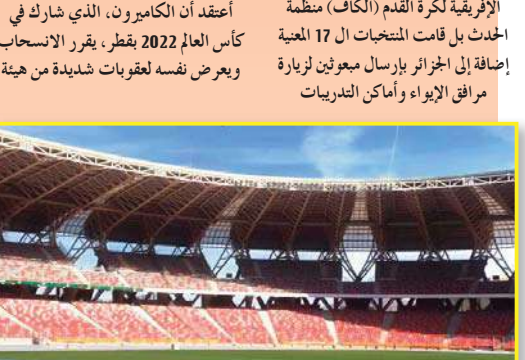 الإفريقية لكرة القدم (الكاف) منظمة
الحدث بل قامت المنتخبات ال 17 المعنية
إضافة إلى الجزائر بإرسال مبعوثين لزيارة
مرافق الإيواء وأماكن التدريبات
أعتقد أن الكاميرون، الذي شارك في
كأس العالم 2022 بقطر، يقرر الانسحاب
ويعرض نفسه لعقوبات شديدة من هيئة